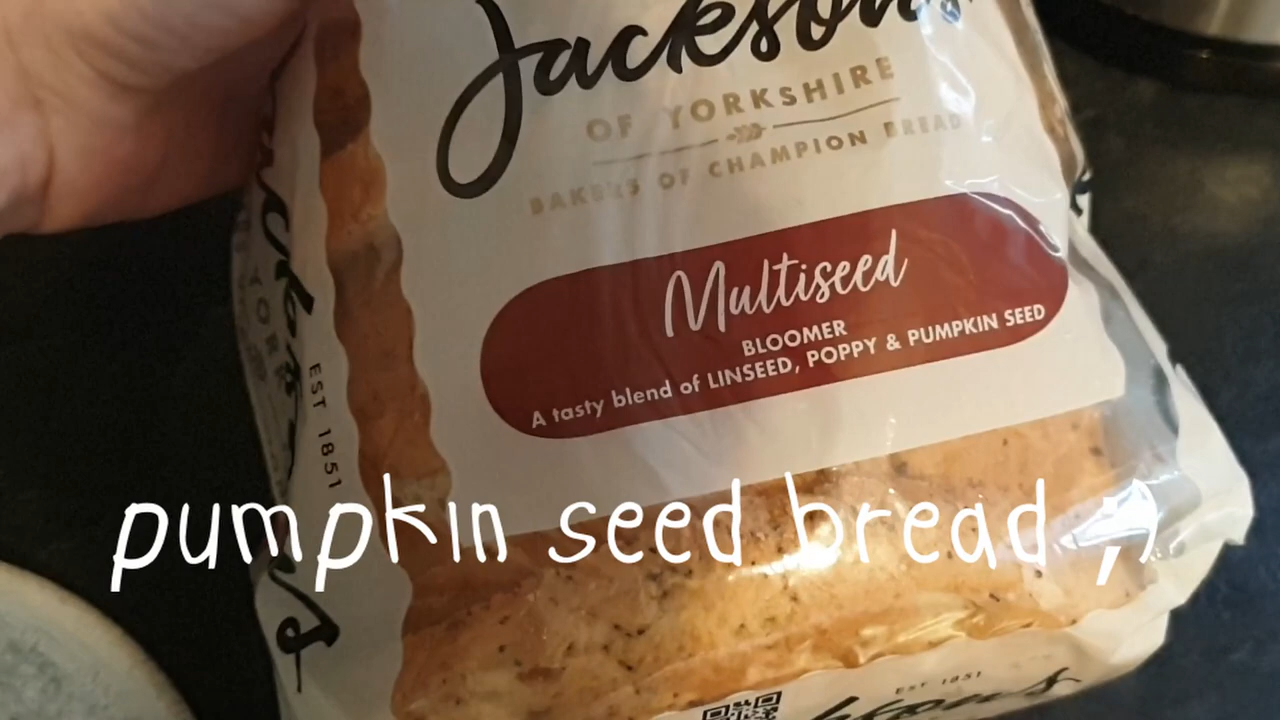 Jacksons
OF YORKSHIRE
BAKERS OF CHAMPION BREAD
Multiseed
BLOOMER
A tasty blend of LINSEED, POPPY & PUMPKIN SEED
EST 1851
pumpkin seed bread ;)
EST 1851